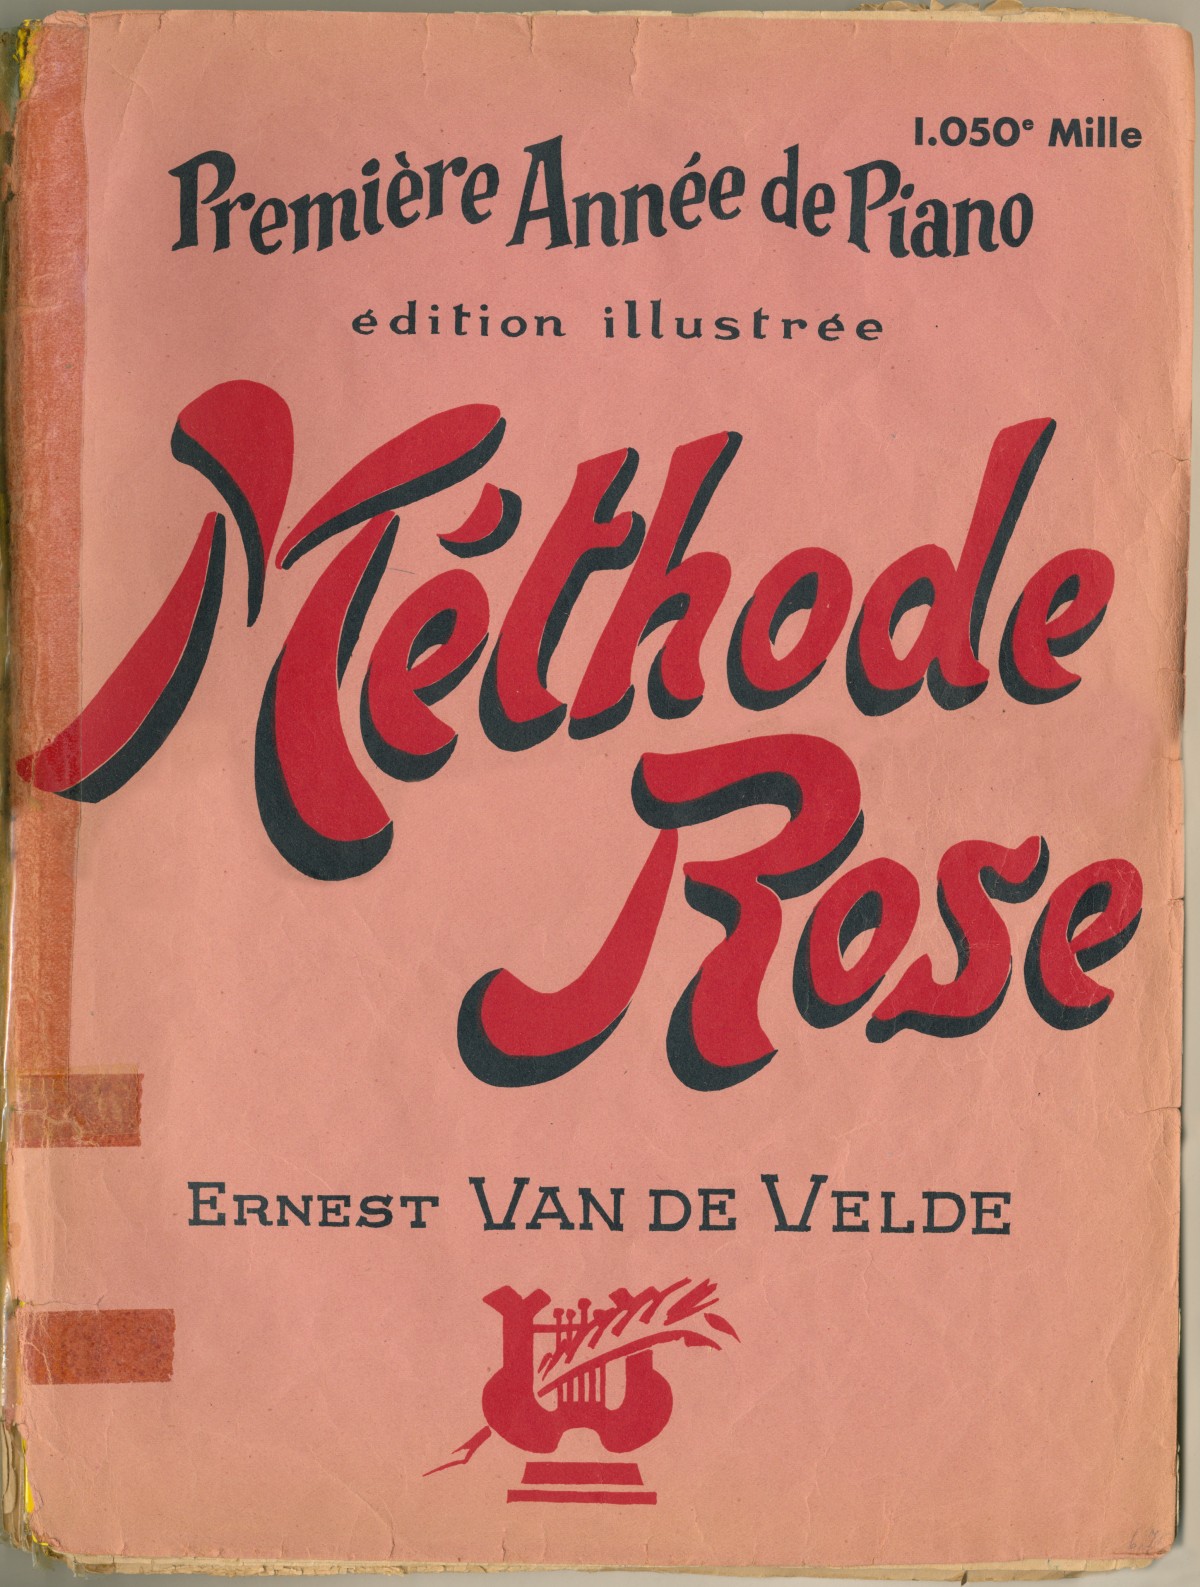 1.050e Mille
Première Année de Piano
édition illustrée
Méthode
Rose
ERNEST VAN DE VELDE